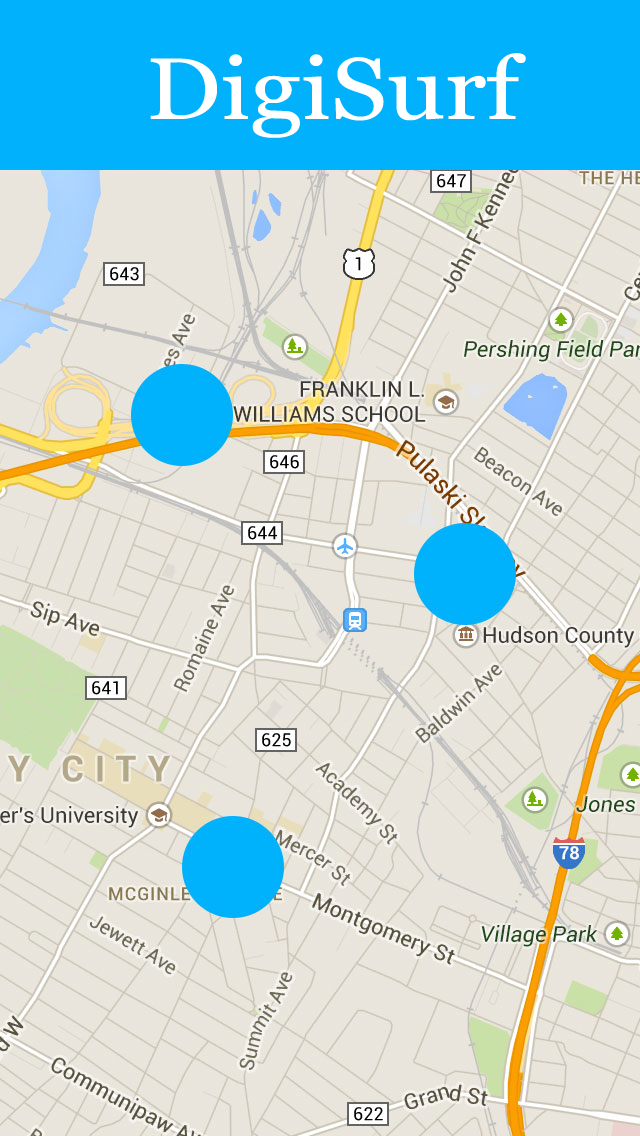 DigiSurf
647
THE HE
John F Kenned
643
1
es Ave
Pershing Field Par
FRANKLIN L.
WILLIAMS SCHOOL
Pulaski Sk
y
646
Beacon Ave
644
Sip Ave
Romaine Ave
Hudson County
641
Baldwin Ave
625
Y CITY
Academy St
Jones
er's University
Mercer St
78
MCGINLE
E
Montgomery St
Village Park
Jewett Ave
Summit Ave
d W
Communipaw Av
Grand St
622